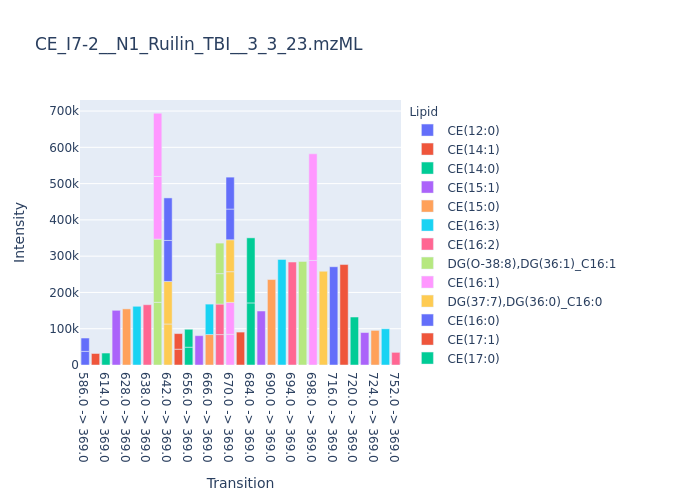 CE_I7-2__N1_Ruilin_TBI__3_3_23.mzML
Lipid
CE(12:0)
CE(14:1)
CE(14:0)
CE(15:1)
CE(15:0)
CE(16:3)
CE(16:2)
DG(O-38:8),DG(36:1)_C16:1
CE(16:1)
DG(37:7),DG(36:0)_C16:0
CE(16:0)
CE(17:1)
CE(17:0)
Intensity
700k
600k
500k
400k
300k
200k
100k
0
586.0 -> 369.0
614.0 -> 369.0
628.0 -> 369.0
638.0 -> 369.0
642.0 -> 369.0
656.0 -> 369.0
666.0 -> 369.0
670.0 -> 369.0
684.0 -> 369.0
690.0 -> 369.0
694.0 -> 369.0
698.0 -> 369.0
716.0 -> 369.0
720.0 -> 369.0
724.0 -> 369.0
752.0 -> 369.0
Transition